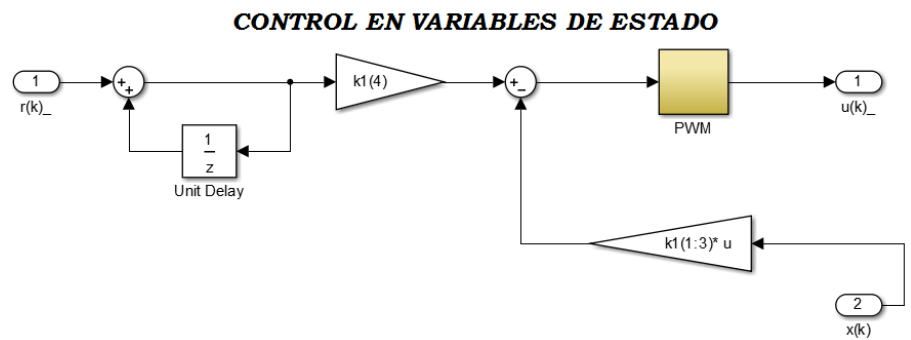 CONTROL EN VARIABLES DE ESTADO
1
r(k)_
+
+
1
z
Unit Delay
k1(4)
+
−
PWM
1
u(k)_
k1(1:3)* u
2
x(k)